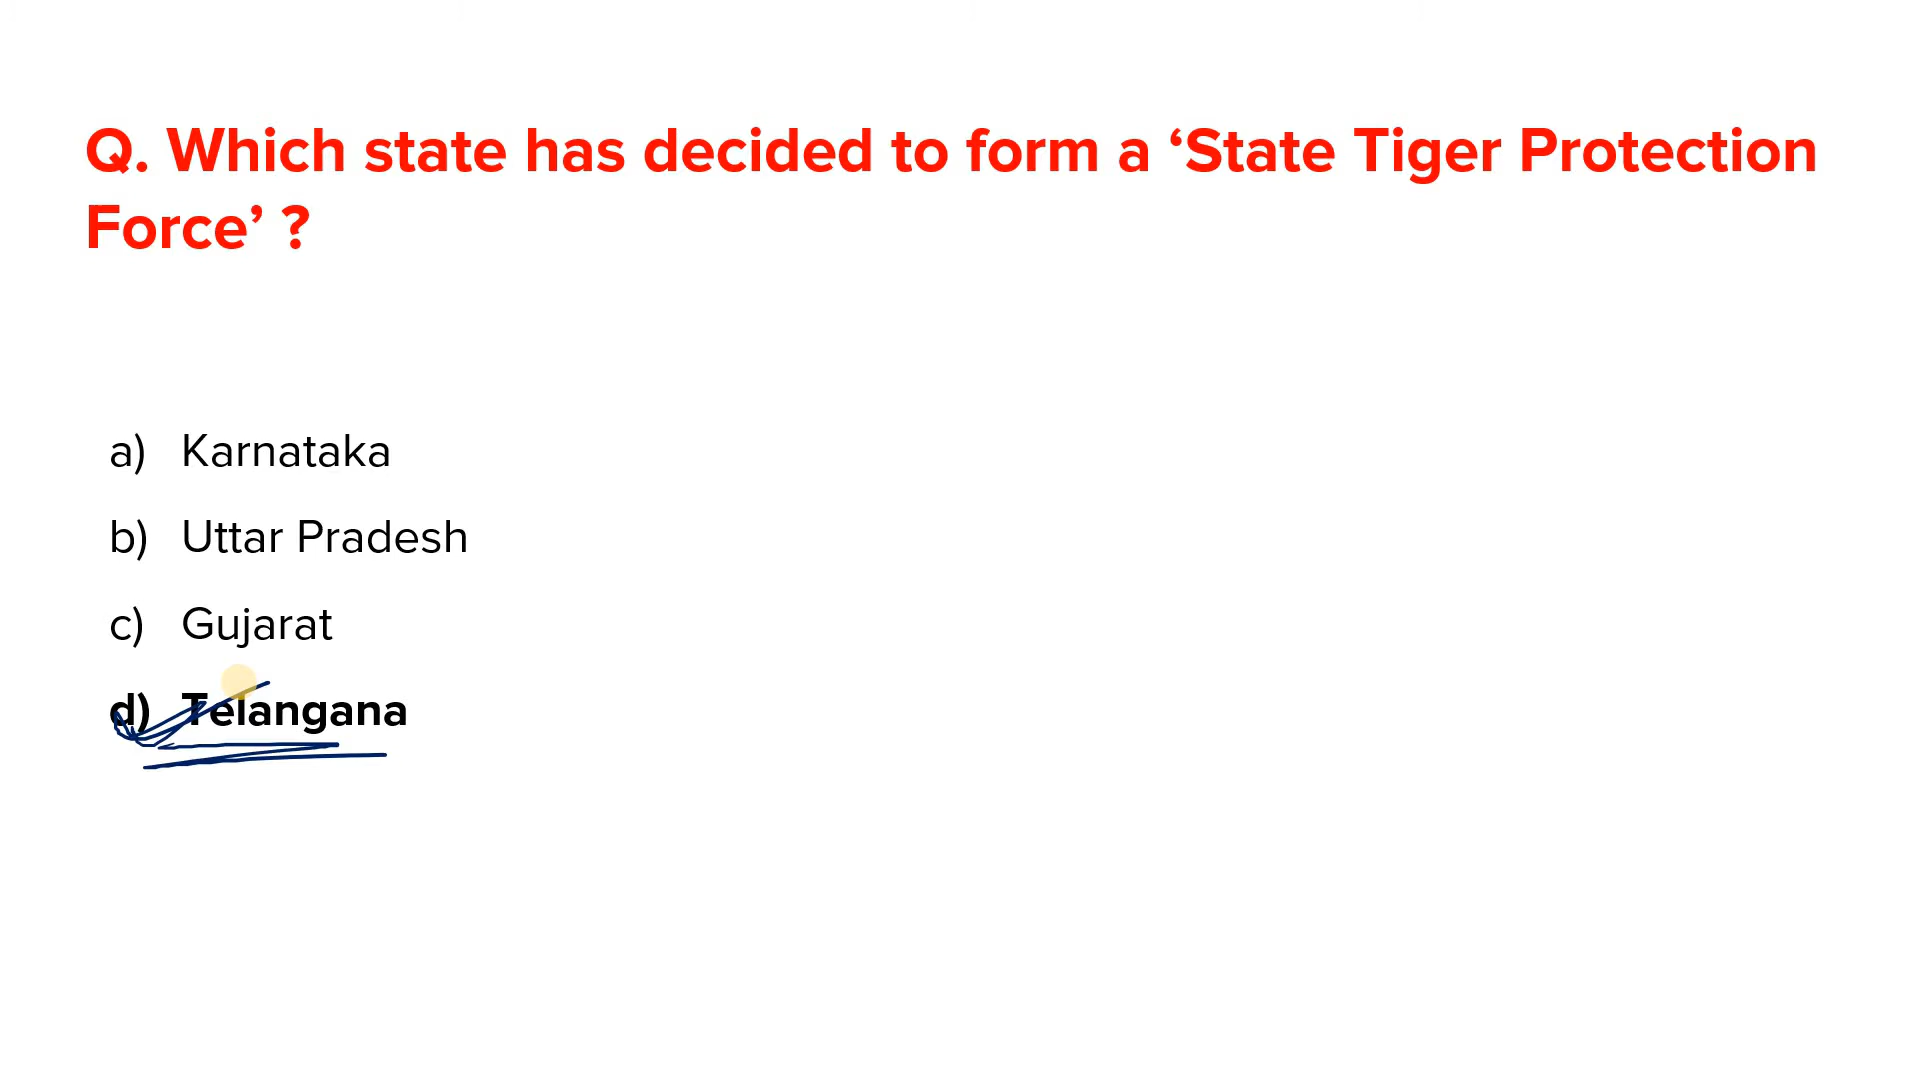 Q. Which state has decided to form a ‘State Tiger Protection
Force’ ?
a) Karnataka
b) Uttar Pradesh
c) Gujarat
d) Telangana